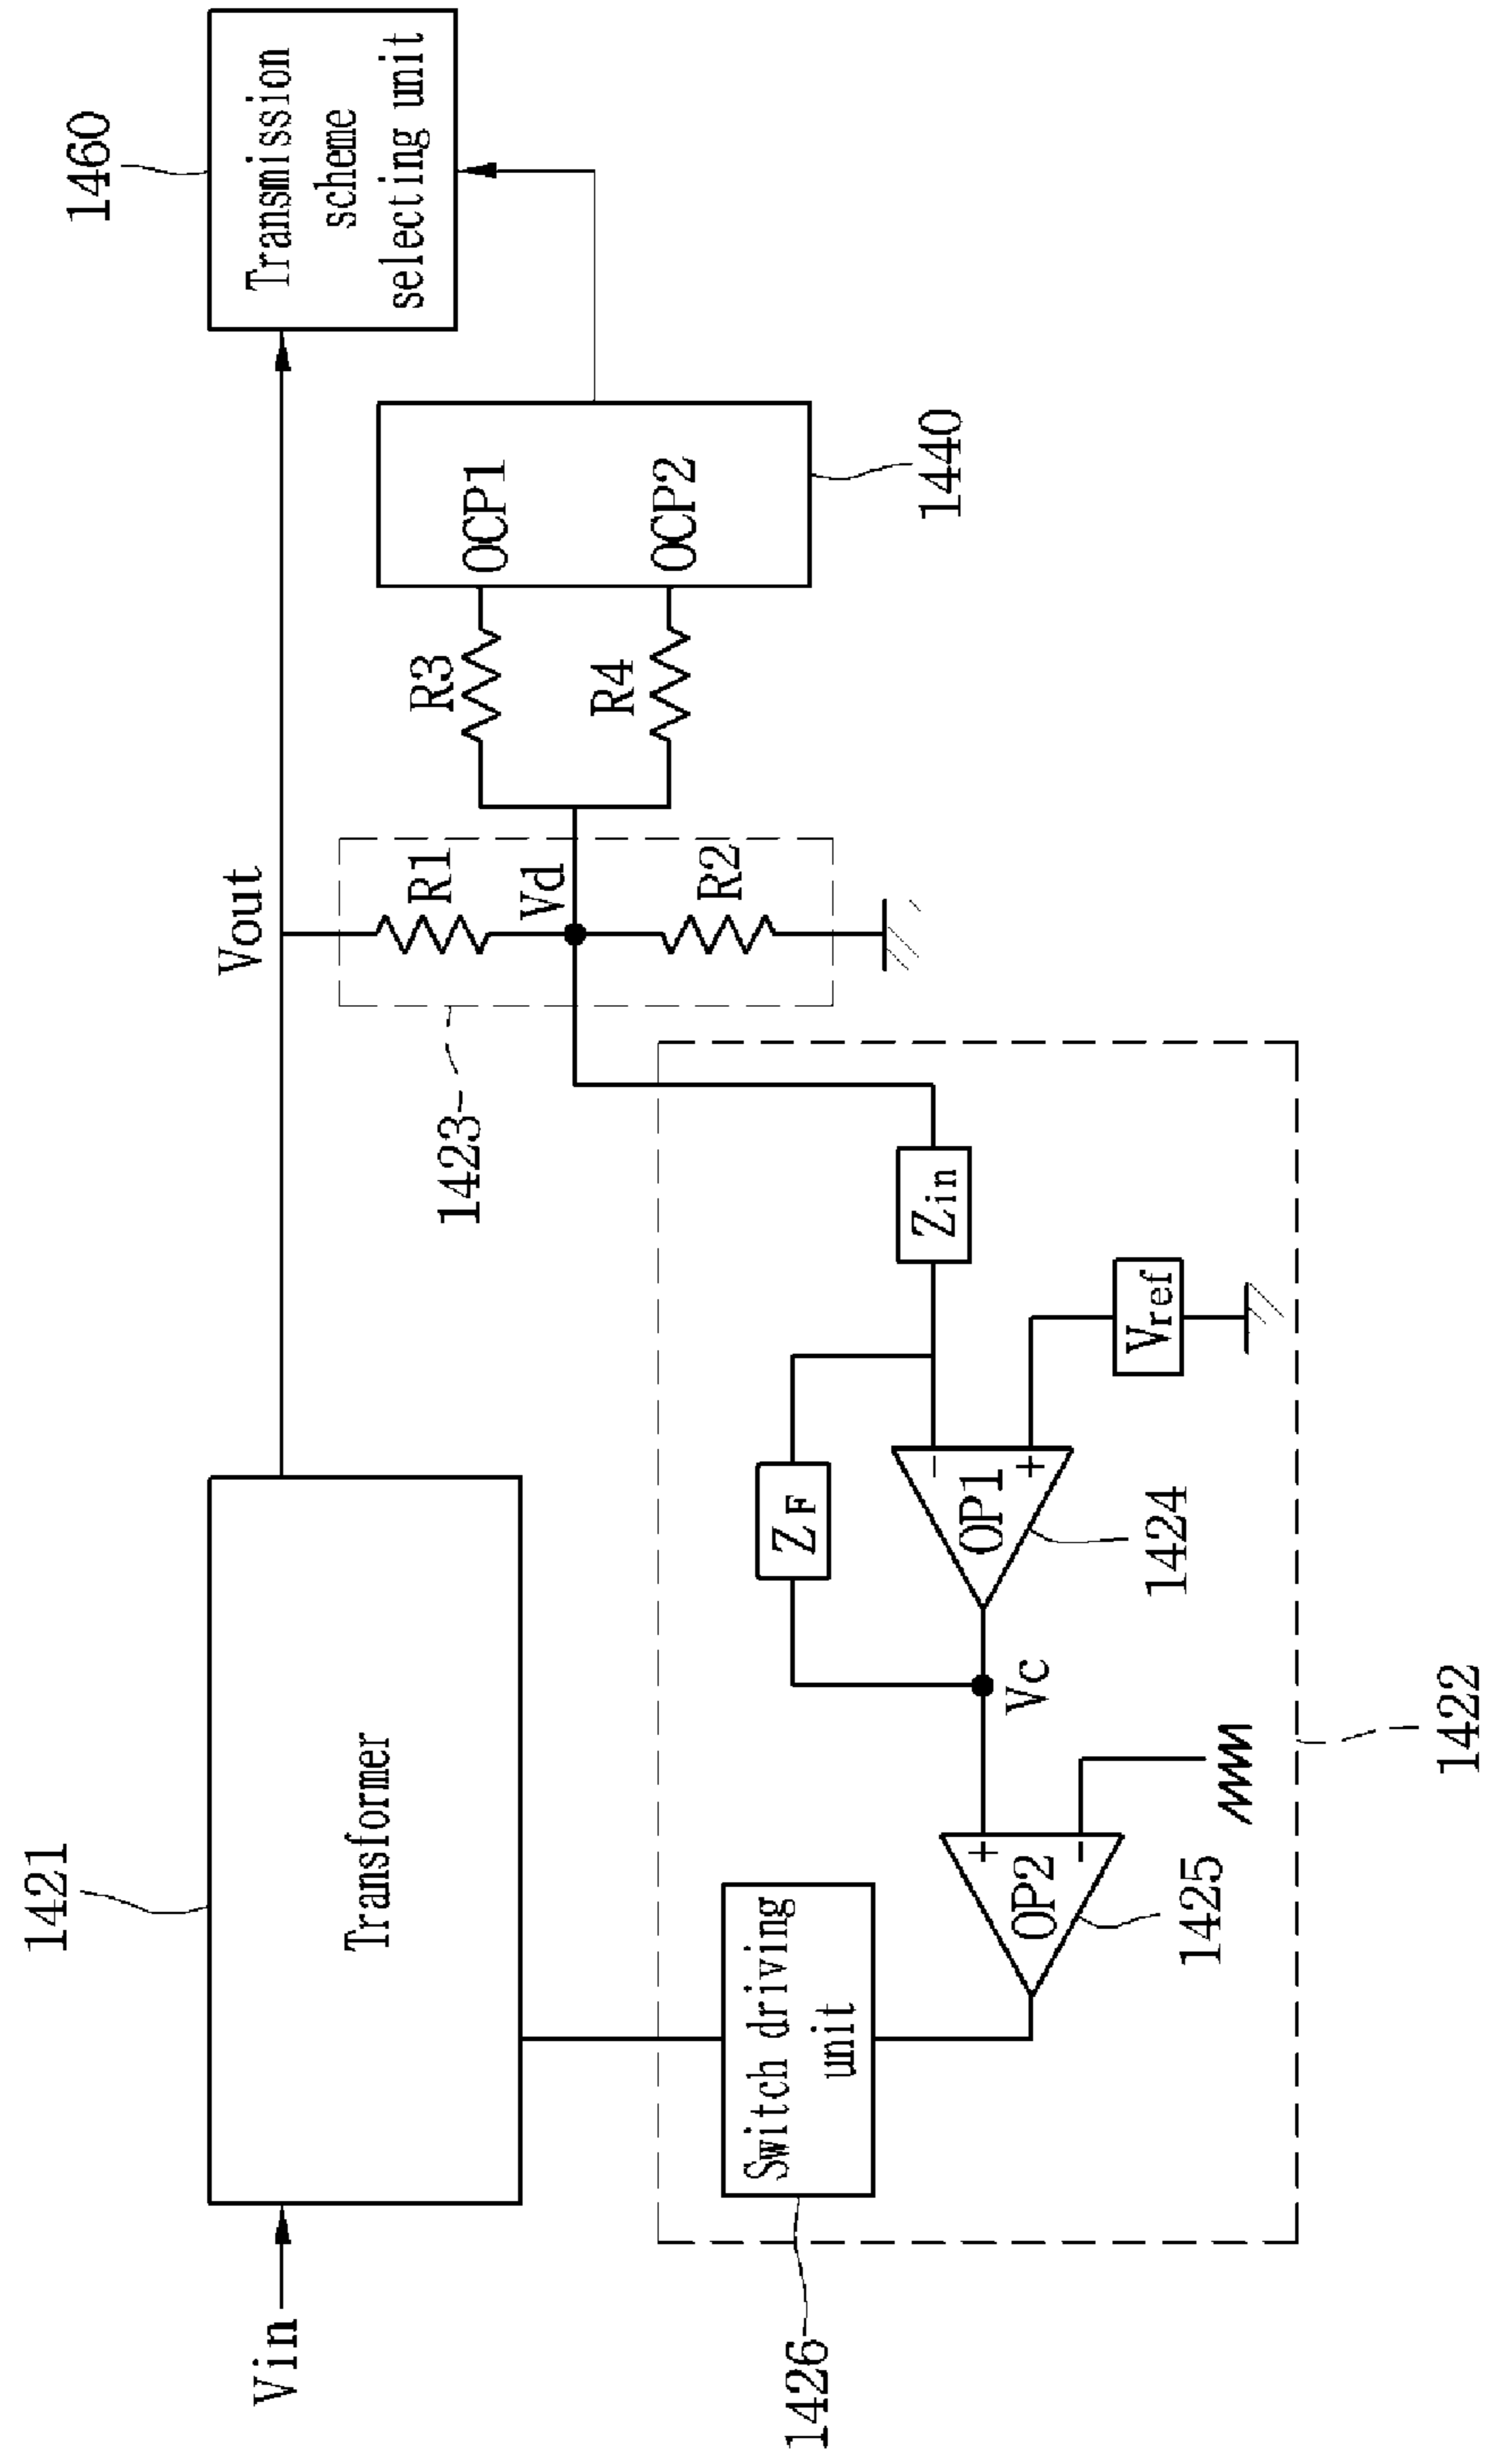 1421
1460
Vin
Transformer
Vout
Transmission
scheme
selecting unit
1423
R1
Vd
R2
R3
R4
OCP1
OCP2
1440
1426
Switch driving
unit
ZF
Zin
+
OP2
-
1425
Vc
-
OP1
+
1424
Vref
1422